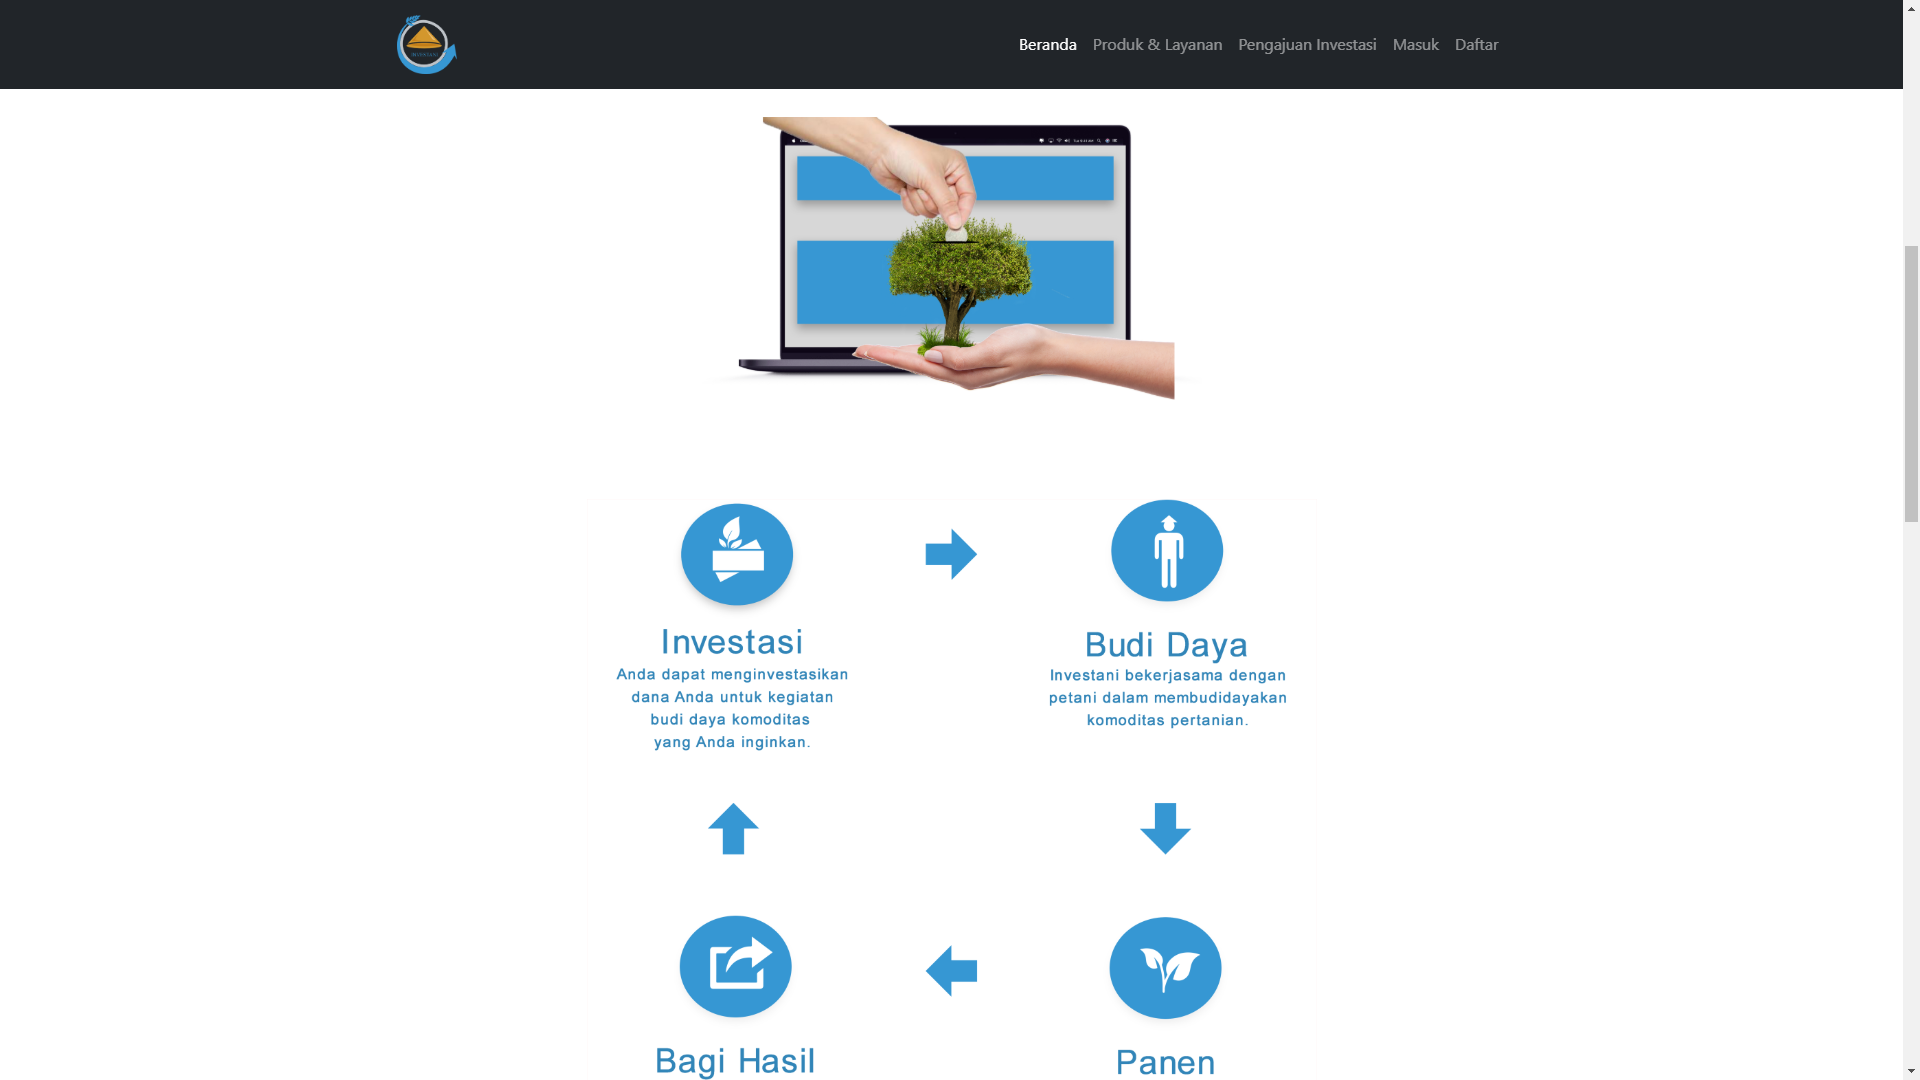 Beranda Produk & Layanan Pengajuan Investasi Masuk Daftar
Investasi
Anda dapat menginvestasikan
dana Anda untuk kegiatan
budi daya komoditas
yang Anda inginkan.
Budi Daya
Investani bekerjasama dengan
petani dalam membudidayakan
komoditas pertanian.
Bagi Hasil
Panen